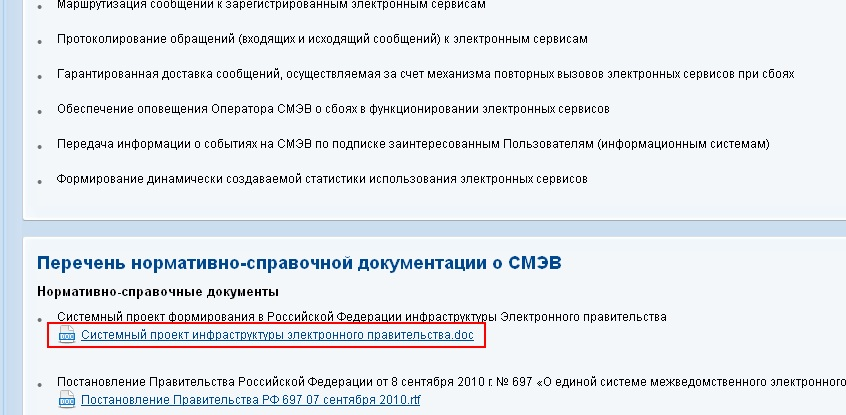 Маршрутизация сообщений к зарегистрированным электронным сервисам
Протоколирование обращений (входящих и исходящий сообщений) к электронным сервисам
Гарантированная доставка сообщений, осуществляемая за счет механизма повторных вызовов электронных сервисов при сбоях
Обеспечение оповещения Оператора СМЭВ о сбоях в функционировании электронных сервисов
Передача информации о событиях на СМЭВ по подписке заинтересованным Пользователям (информационным системам)
Формирование динамически создаваемой статистики использования электронных сервисов
Перечень нормативно-справочной документации о СМЭВ
Нормативно-справочные документы
Системный проект формирования в Российской Федерации инфраструктуры Электронного правительства
DOC Системный проект инфраструктуры электронного правительства.doc
Постановление Правительства Российской Федерации от 8 сентября 2010 г. № 697 «О единой системе межведомственного электронного
DOC Постановление Правительства РФ 697 07 сентября 2010.rtf